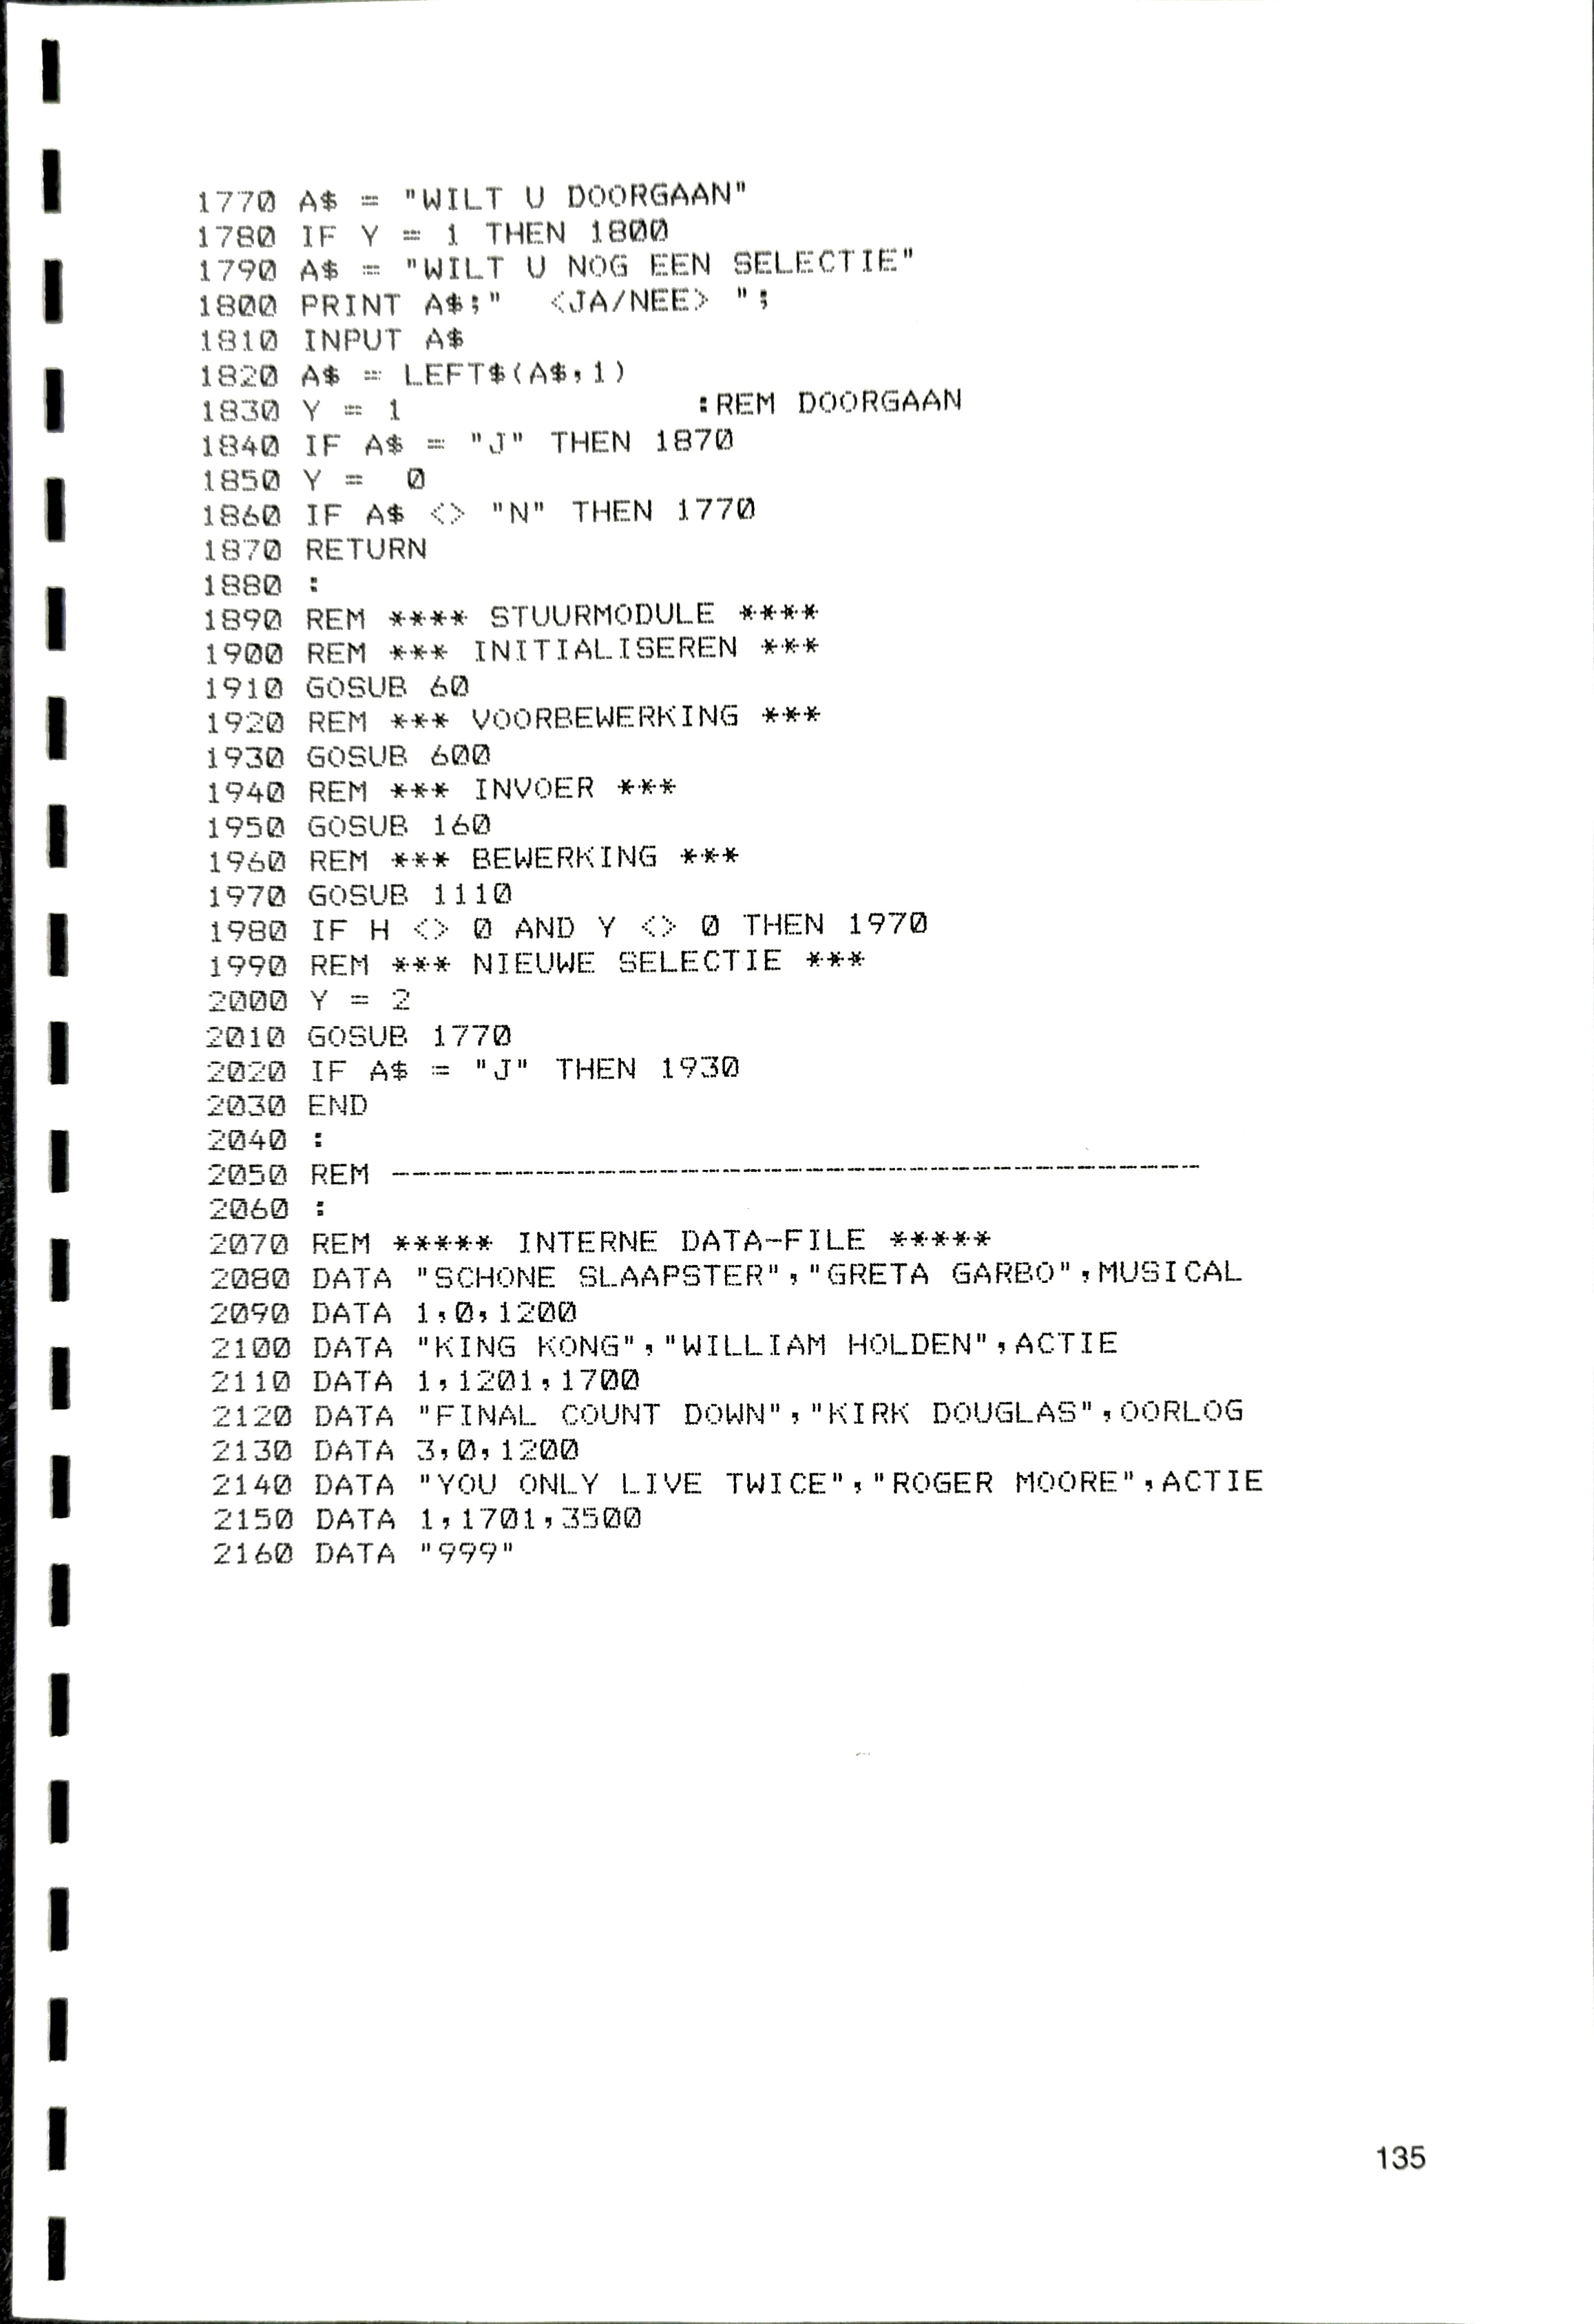 1770 A$ = "WILT U DOORGAAN"
1780 IF Y = 1 THEN 1800
1790 A$ = "WILT U NOG EEN SELECTIE"
1800 PRINT A$;"  <JA/NEE> ";
1810 INPUT A$
1820 A$ = LEFT$(A$,1)
1830 Y = 1              :REM DOORGAAN
1840 IF A$ = "J" THEN 1870
1850 Y =  0
1860 IF A$ <> "N" THEN 1770
1870 RETURN
1880 :
1890 REM **** STUURMODULE ****
1900 REM *** INITIALISEREN ***
1910 GOSUB 60
1920 REM *** VOORBEWERKING ***
1930 GOSUB 600
1940 REM *** INVOER ***
1950 GOSUB 160
1960 REM *** BEWERKING ***
1970 GOSUB 1110
1980 IF H <> 0 AND Y <> 0 THEN 1970
1990 REM *** NIEUWE SELECTIE ***
2000 Y = 2
2010 GOSUB 1770
2020 IF A$ = "J" THEN 1930
2030 END
2040 :
2050 REM ---------------------------------------
2060 :
2070 REM ***** INTERNE DATA-FILE *****
2080 DATA "SCHONE SLAAPSTER","GRETA GARBO",MUSICAL
2090 DATA 1,0,1200
2100 DATA "KING KONG","WILLIAM HOLDEN",ACTIE
2110 DATA 1,1201,1700
2120 DATA "FINAL COUNT DOWN","KIRK DOUGLAS",OORLOG
2130 DATA 3,0,1200
2140 DATA "YOU ONLY LIVE TWICE","ROGER MOORE",ACTIE
2150 DATA 1,1701,3500
2160 DATA "999"
135